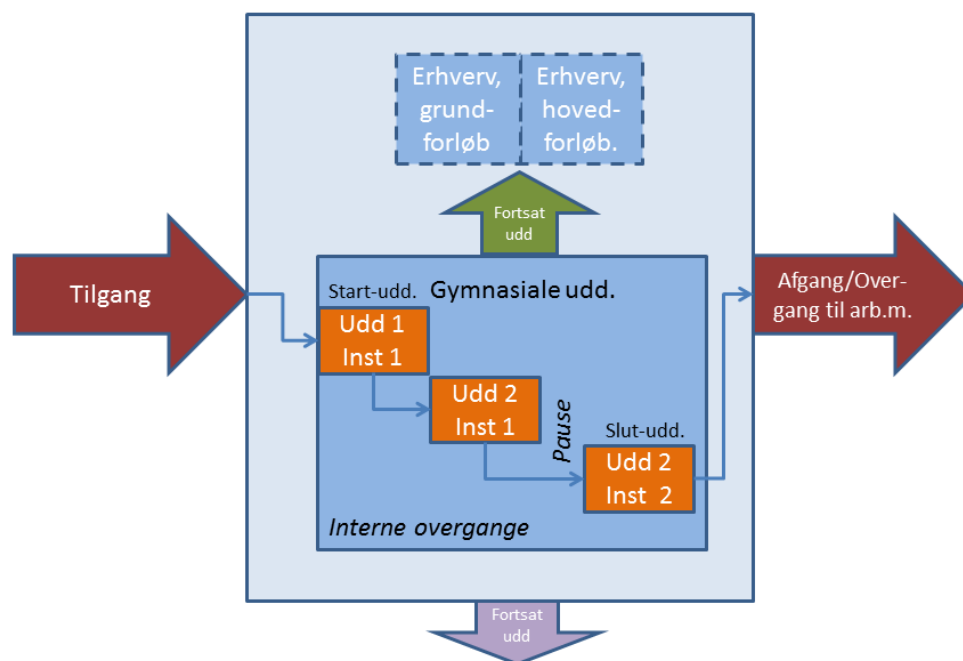 Erhverv,
grund-
forløb
Erhverv,
hoved-
forløb.
Fortsat
udd
Tilgang
Start-udd.
Gymnasiale udd.
Udd 1
Inst 1
Udd 2
Inst 1
Pause
Slut-udd.
Udd 2
Inst 2
Interne overgange
Afgang/Over-
gang til arb.m.
Fortsat
udd